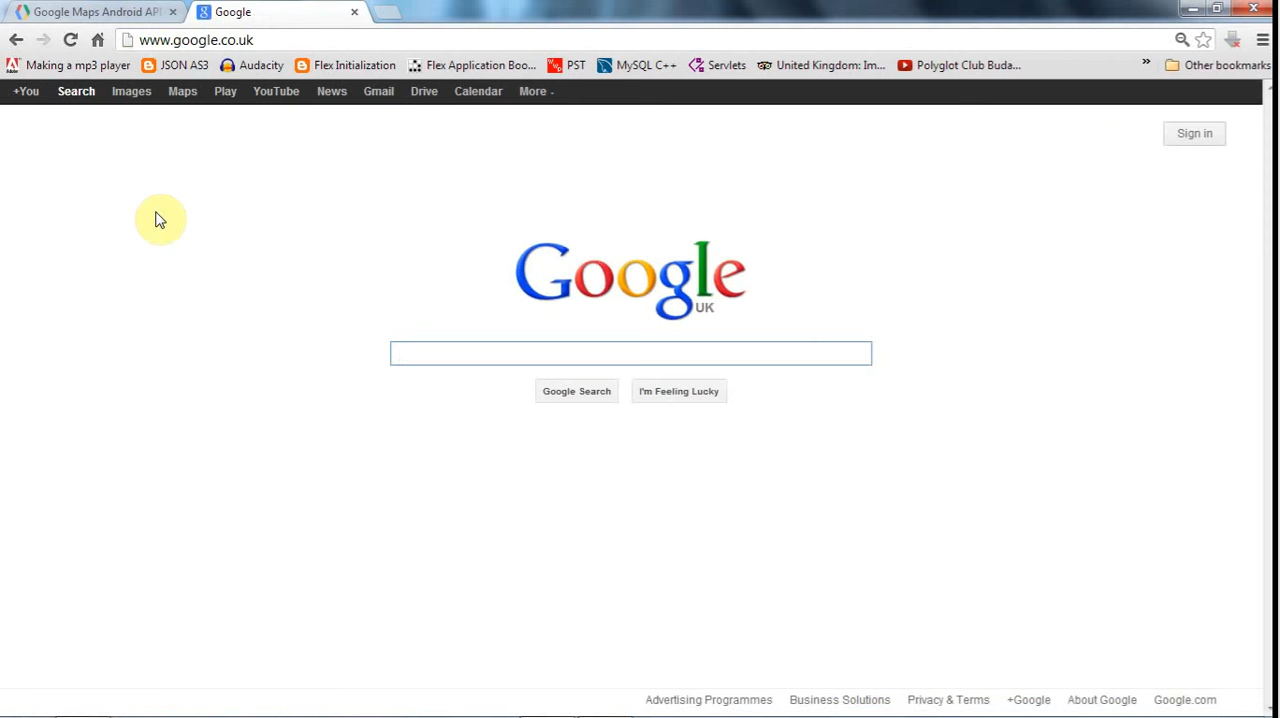 Google Maps Android API
Google
www.google.co.uk
Making a mp3 player
JSON AS3
Audacity
Flex Initialization
Flex Application Boo...
PST
MySQL C++
Servlets
United Kingdom: Im...
Polyglot Club Buda...
»
Other bookmarks
+You Search Images Maps Play YouTube News Gmail Drive Calendar More
Sign in
Google
UK
Google Search
I'm Feeling Lucky
Advertising Programmes Business Solutions Privacy & Terms +Google About Google Google.com